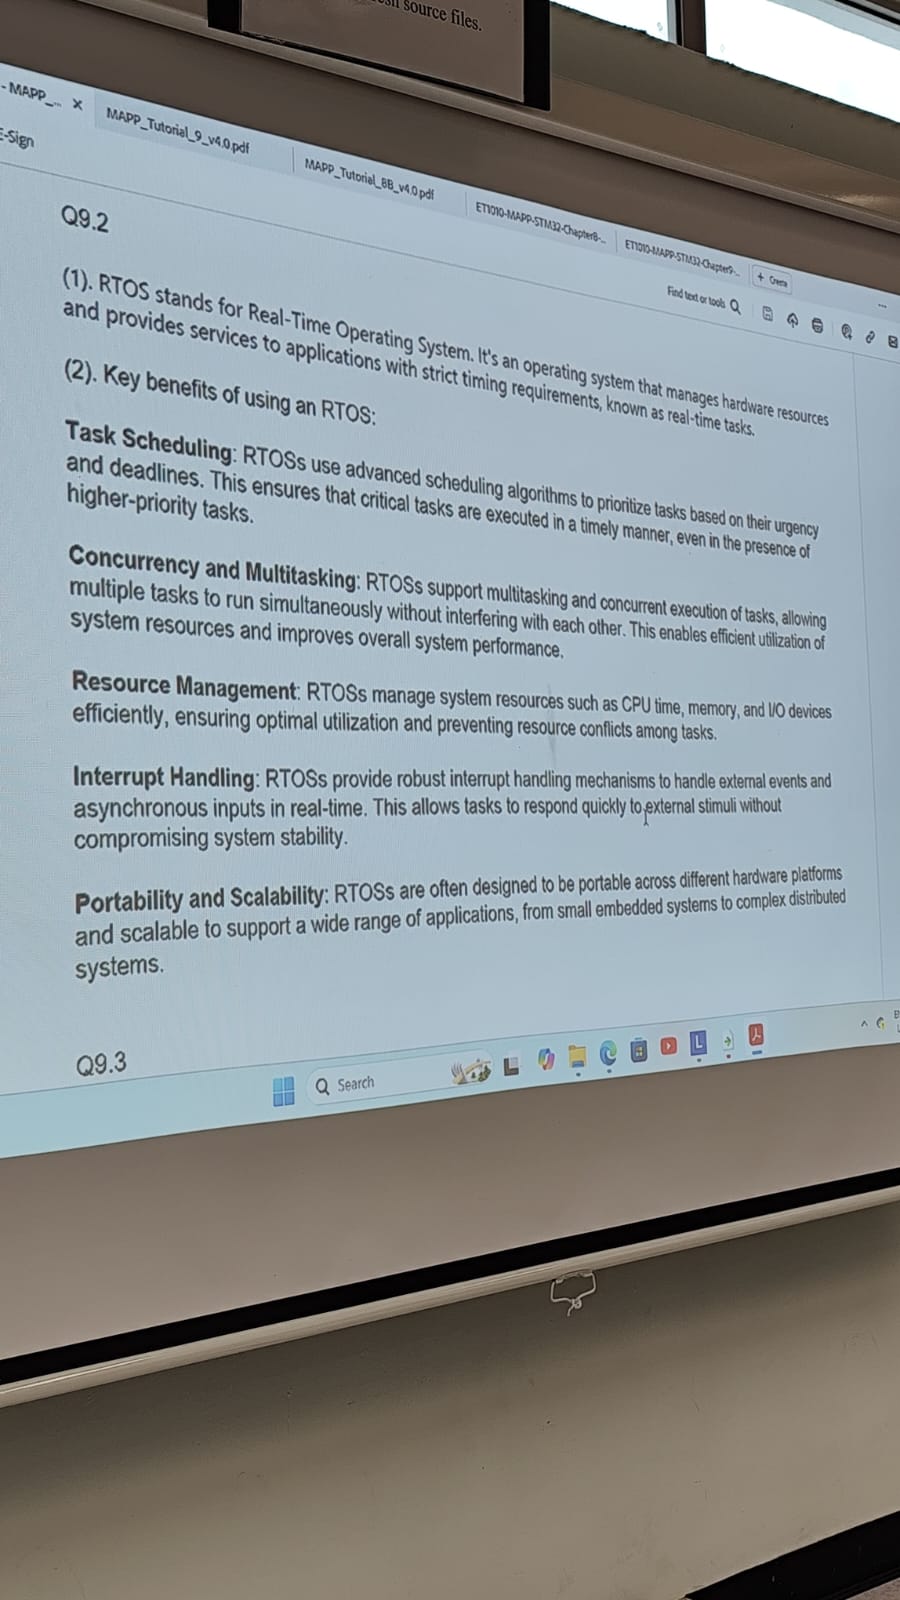 source files.
- MAPP_... ×
MAPP_Tutorial_9_v4.0.pdf
MAPP_Tutorial_8B_v4.0.pdf
ET1010-MAPP-STM32-Chapter8-...
ET1010-MAPP-STM32-Chapter9-...
+ Create
E-Sign
Find text or tools
Q9.2
(1). RTOS stands for Real-Time Operating System. It's an operating system that manages hardware resources
and provides services to applications with strict timing requirements, known as real-time tasks.
(2). Key benefits of using an RTOS:
Task Scheduling: RTOSs use advanced scheduling algorithms to prioritize tasks based on their urgency
and deadlines. This ensures that critical tasks are executed in a timely manner, even in the presence of
higher-priority tasks.
Concurrency and Multitasking: RTOSs support multitasking and concurrent execution of tasks, allowing
multiple tasks to run simultaneously without interfering with each other. This enables efficient utilization of
system resources and improves overall system performance.
Resource Management: RTOSs manage system resources such as CPU time, memory, and I/O devices
efficiently, ensuring optimal utilization and preventing resource conflicts among tasks.
Interrupt Handling: RTOSs provide robust interrupt handling mechanisms to handle external events and
asynchronous inputs in real-time. This allows tasks to respond quickly to external stimuli without
compromising system stability.
Portability and Scalability: RTOSs are often designed to be portable across different hardware platforms
and scalable to support a wide range of applications, from small embedded systems to complex distributed
systems.
Q9.3
Search